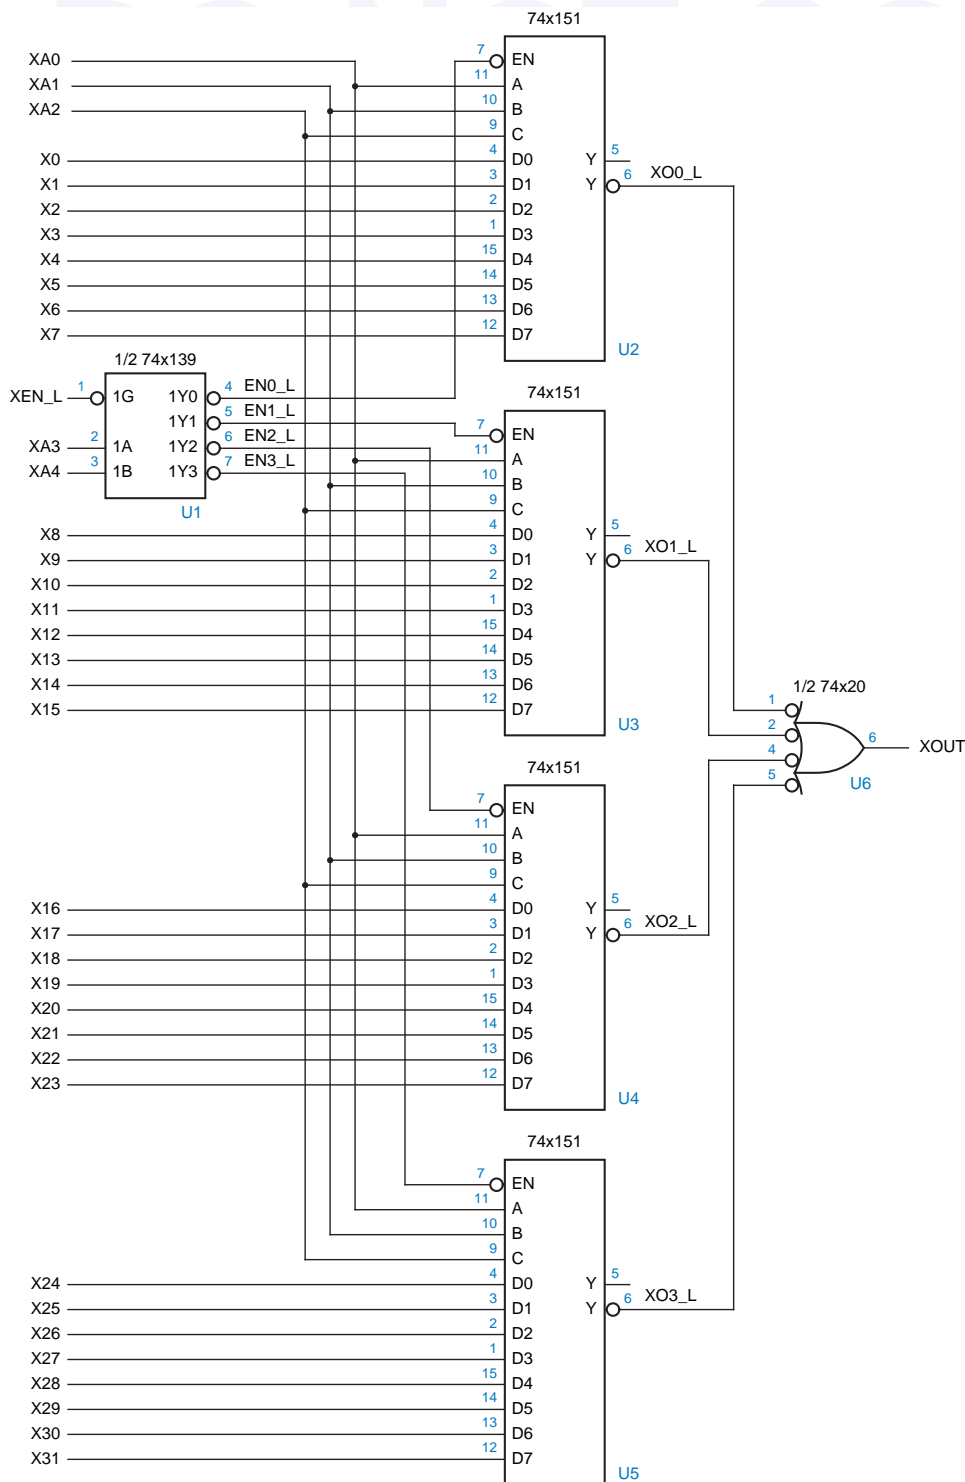 74x151
XA0 7 EN
XA1 11 A
XA2 10 B
9 C
X0 4 D0 Y 5
X1 3 D1 Y 6 XO0_L
X2 2 D2
X3 1 D3
X4 15 D4
X5 14 D5
X6 13 D6
X7 12 D7
U2
1/2 74x139
XEN_L 1 1G 1Y0 4 EN0_L
1Y1 5 EN1_L
XA3 2 1A 1Y2 6 EN2_L
XA4 3 1B 1Y3 7 EN3_L
U1
74x151
7 EN
11 A
10 B
9 C
X8 4 D0 Y 5
X9 3 D1 Y 6 XO1_L
X10 2 D2
X11 1 D3
X12 15 D4
X13 14 D5
X14 13 D6
X15 12 D7
U3
1/2 74x20
1
2
4
5
6 XOUT
U6
74x151
7 EN
11 A
10 B
9 C
X16 4 D0 Y 5
X17 3 D1 Y 6 XO2_L
X18 2 D2
X19 1 D3
X20 15 D4
X21 14 D5
X22 13 D6
X23 12 D7
U4
74x151
7 EN
11 A
10 B
9 C
X24 4 D0 Y 5
X25 3 D1 Y 6 XO3_L
X26 2 D2
X27 1 D3
X28 15 D4
X29 14 D5
X30 13 D6
X31 12 D7
U5